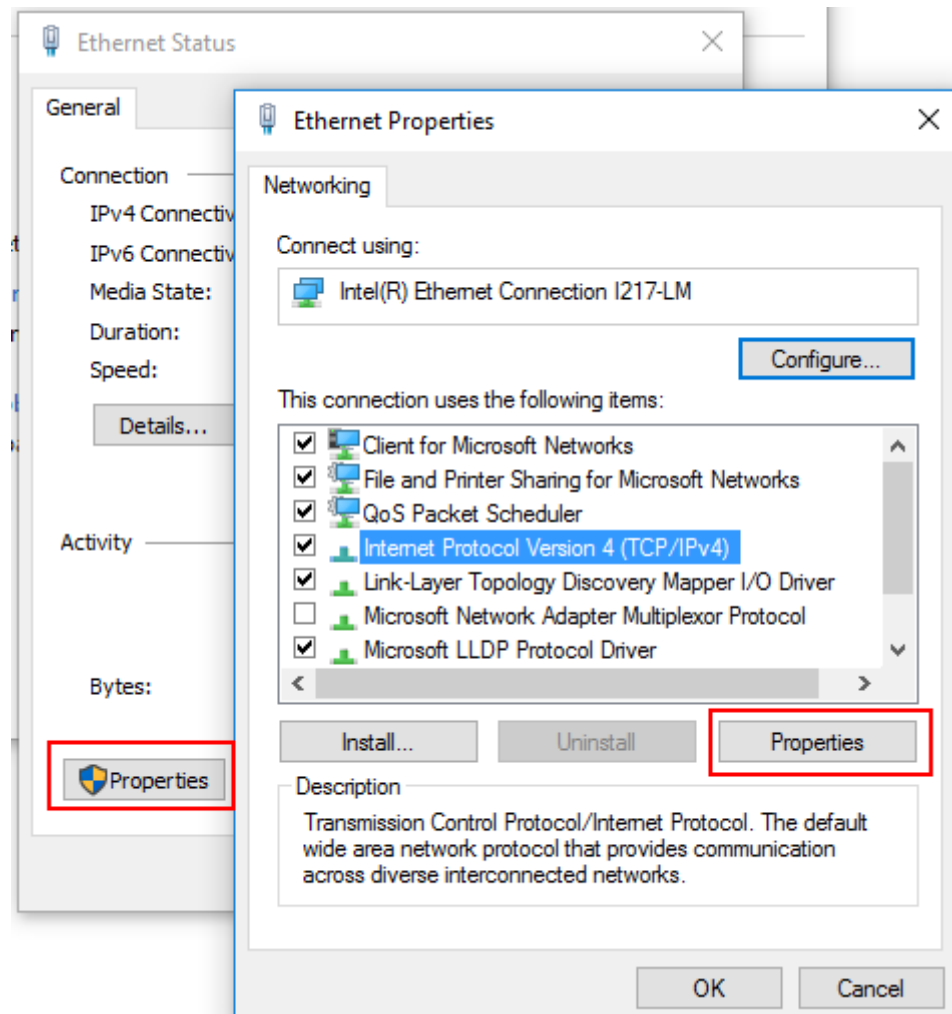 Ethernet Status
General
Connection
IPv4 Connectiv
IPv6 Connectiv
Media State:
Duration:
Speed:
Details...
Activity
Bytes:
Properties
Ethernet Properties
Networking
Connect using:
Intel(R) Ethernet Connection I217-LM
Configure...
This connection uses the following items:
Client for Microsoft Networks
File and Printer Sharing for Microsoft Networks
QoS Packet Scheduler
Internet Protocol Version 4 (TCP/IPv4)
Link-Layer Topology Discovery Mapper I/O Driver
Microsoft Network Adapter Multiplexor Protocol
Microsoft LLDP Protocol Driver
Install...
Uninstall
Properties
Description
Transmission Control Protocol/Internet Protocol. The default
wide area network protocol that provides communication
across diverse interconnected networks.
OK
Cancel